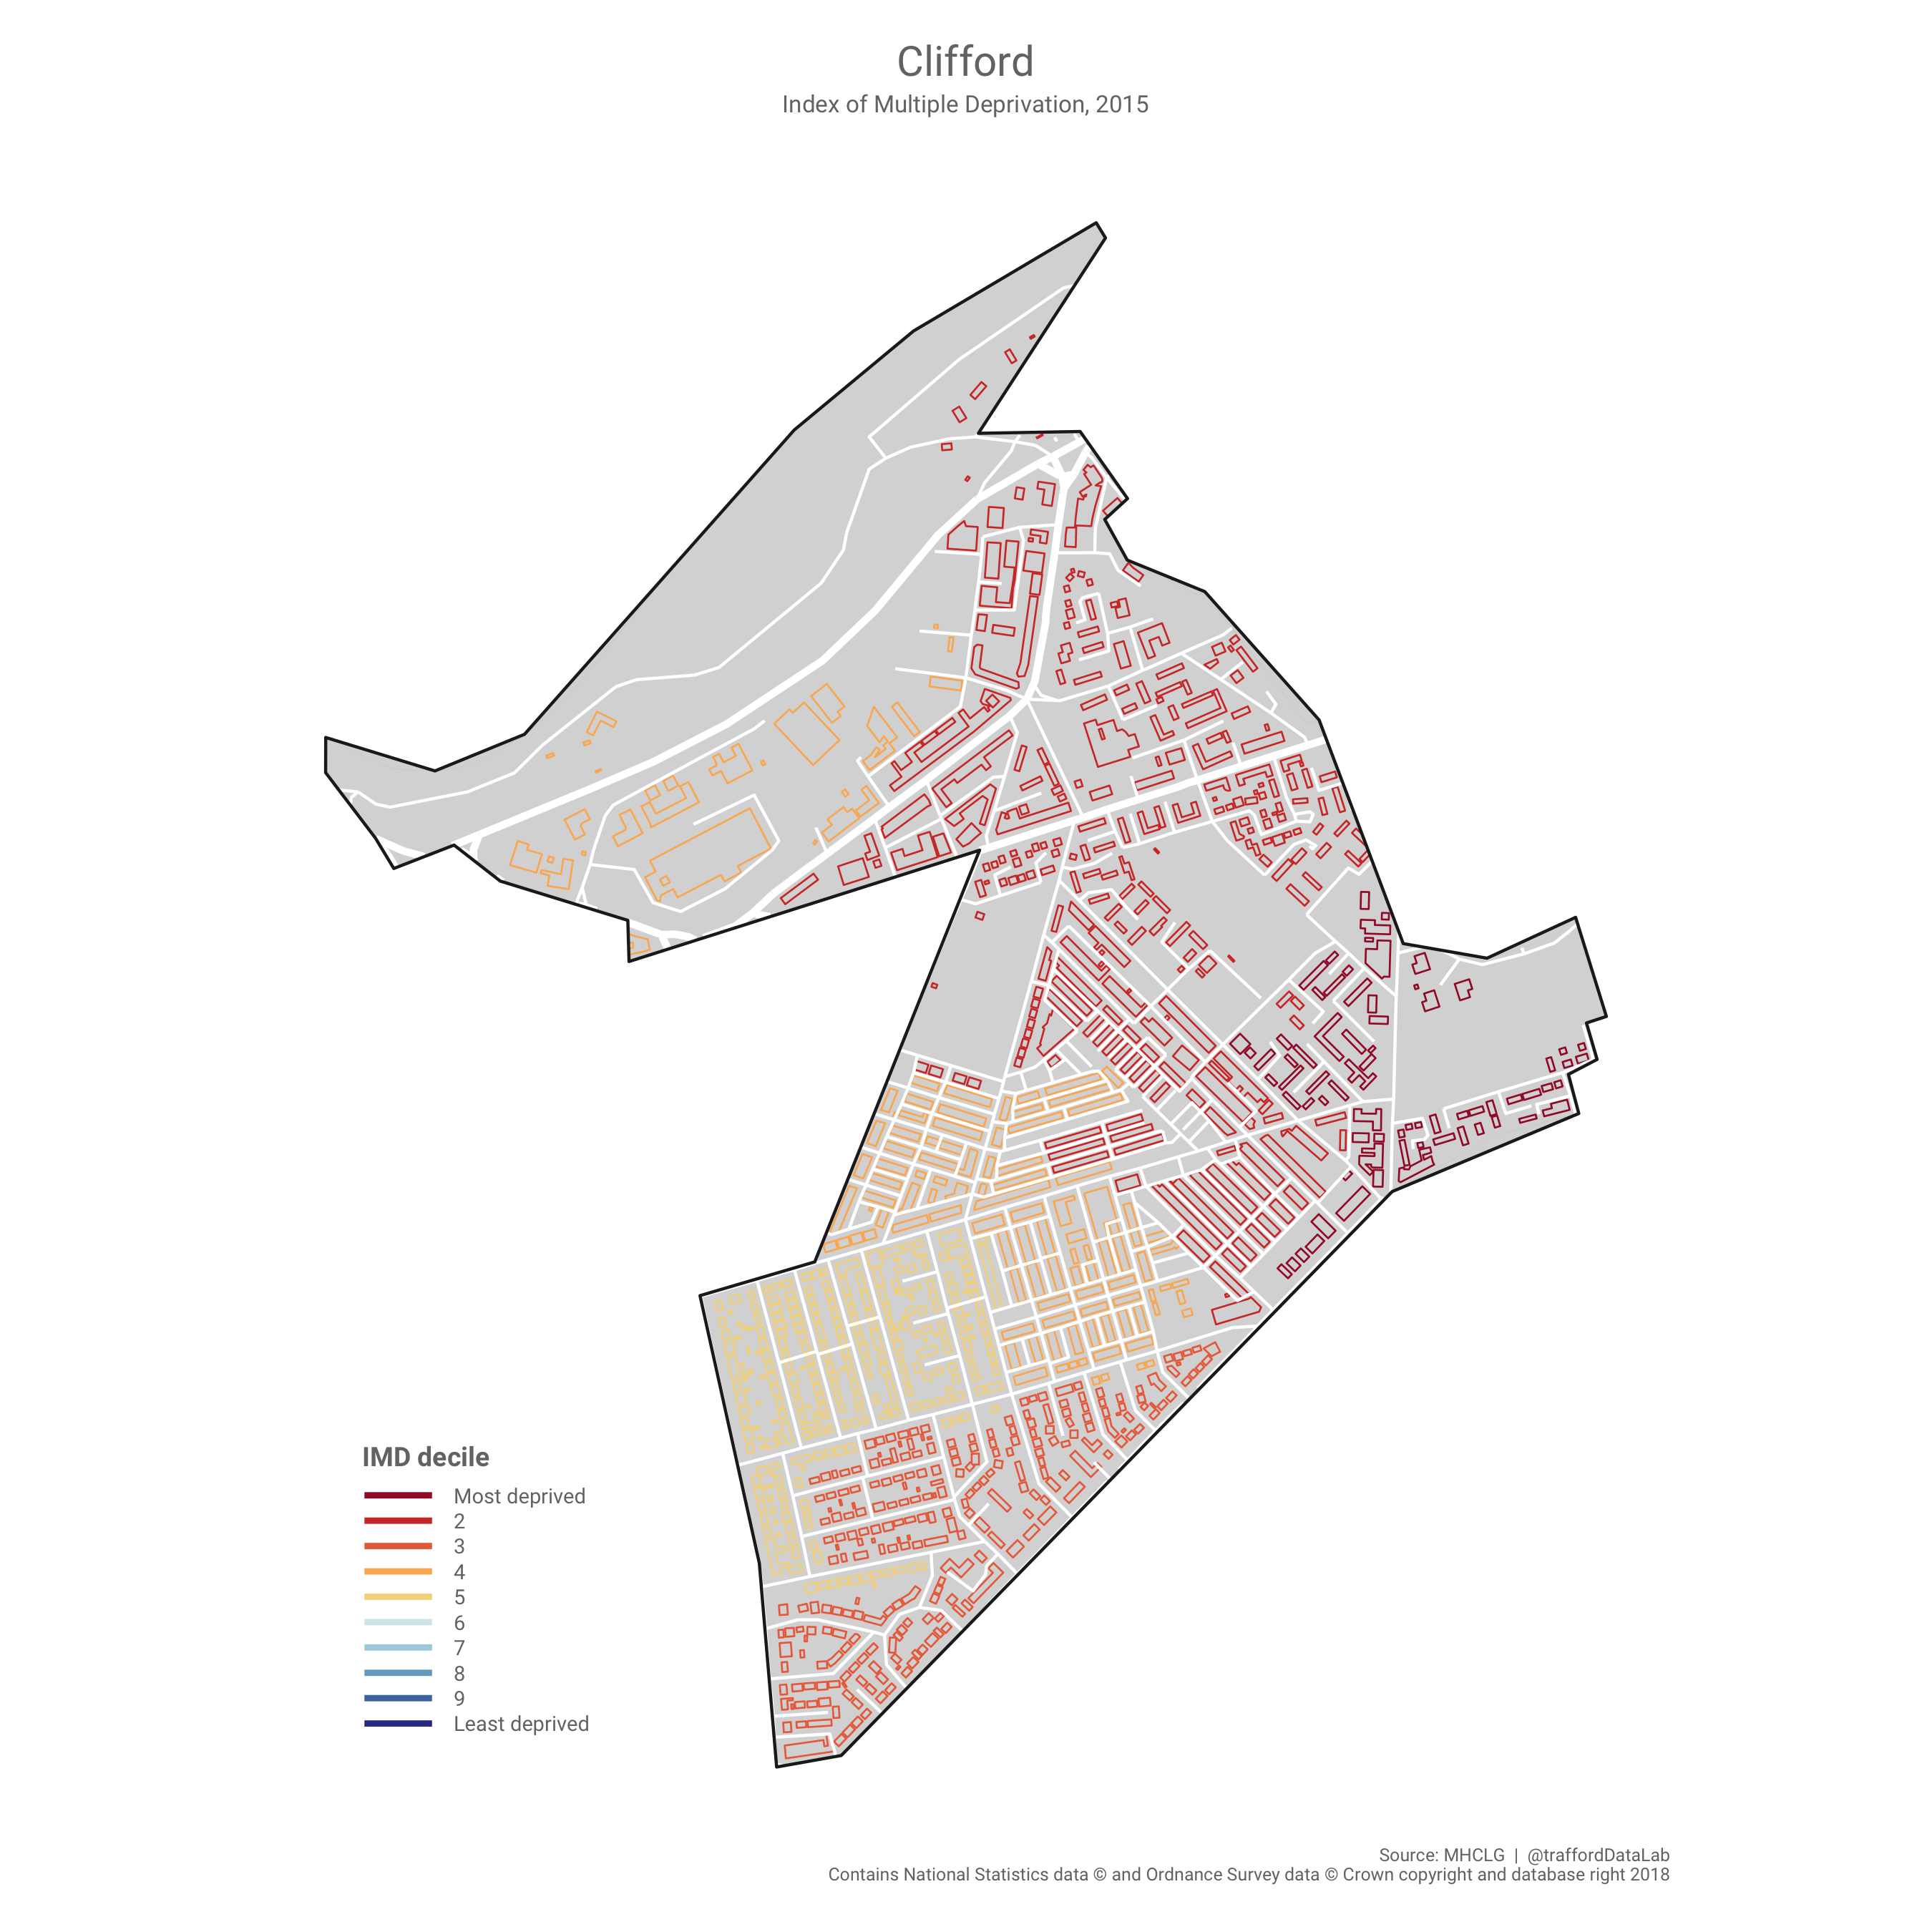 Clifford
Index of Multiple Deprivation, 2015
IMD decile
Most deprived
2
3
4
5
6
7
8
9
Least deprived
Source: MHCLG | @traffordDataLab
Contains National Statistics data © and Ordnance Survey data © Crown copyright and database right 2018